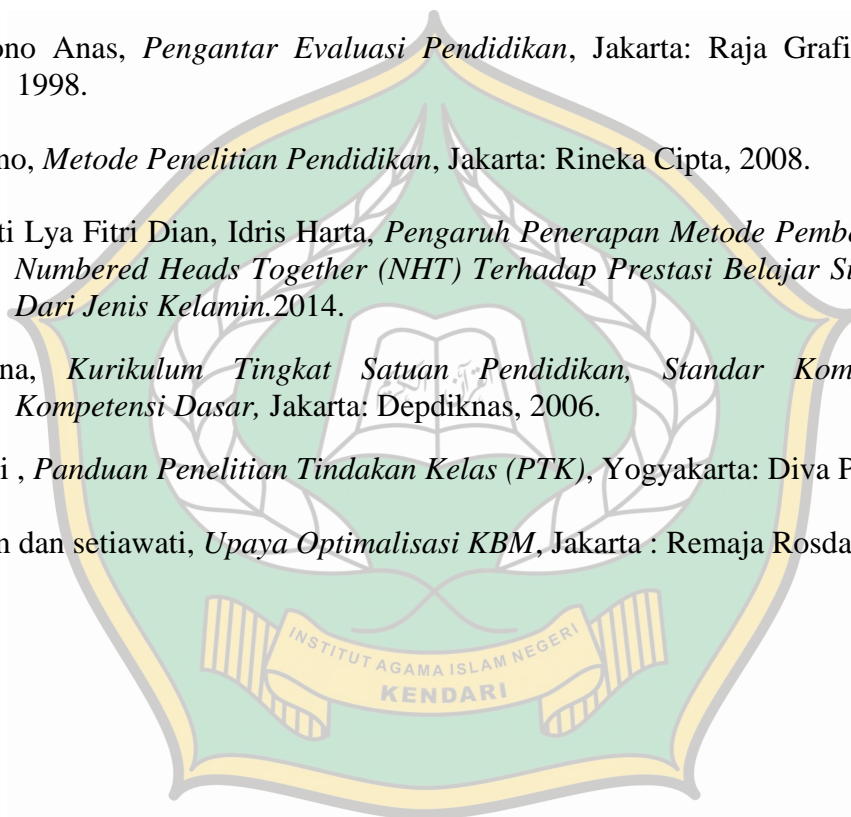 ono Anas, Pengantar Evaluasi Pendidikan, Jakarta: Raja Grafi
1998.
no, Metode Penelitian Pendidikan, Jakarta: Rineka Cipta, 2008.
ti Lya Fitri Dian, Idris Harta, Pengaruh Penerapan Metode Pembe
Numbered Heads Together (NHT) Terhadap Prestasi Belajar Si
Dari Jenis Kelamin.2014.
na, Kurikulum Tingkat Satuan Pendidikan, Standar Kom
Kompetensi Dasar, Jakarta: Depdiknas, 2006.
i , Panduan Penelitian Tindakan Kelas (PTK), Yogyakarta: Diva P
n dan setiawati, Upaya Optimalisasi KBM, Jakarta : Remaja Rosda
INSTITUT AGAMA ISLAM NEGERI
KENDARI